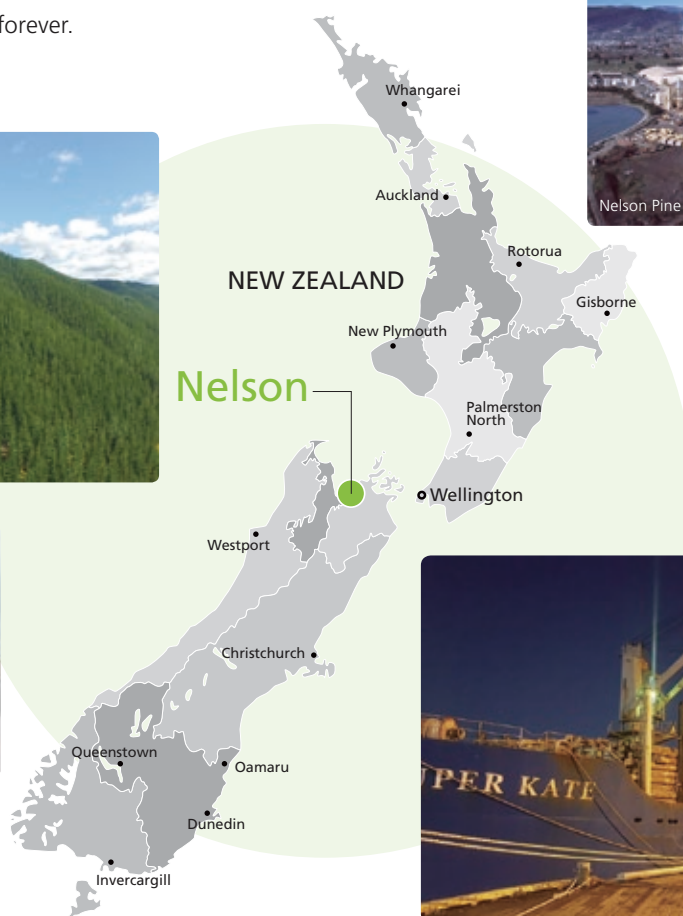 forever.
Whangarei
Auckland
Nelson Pine
Rotorua
NEW ZEALAND
Gisborne
New Plymouth
Nelson
Palmerston
North
Wellington
Westport
Christchurch
Queenstown
Oamaru
UPER KATE
Dunedin
Invercargill